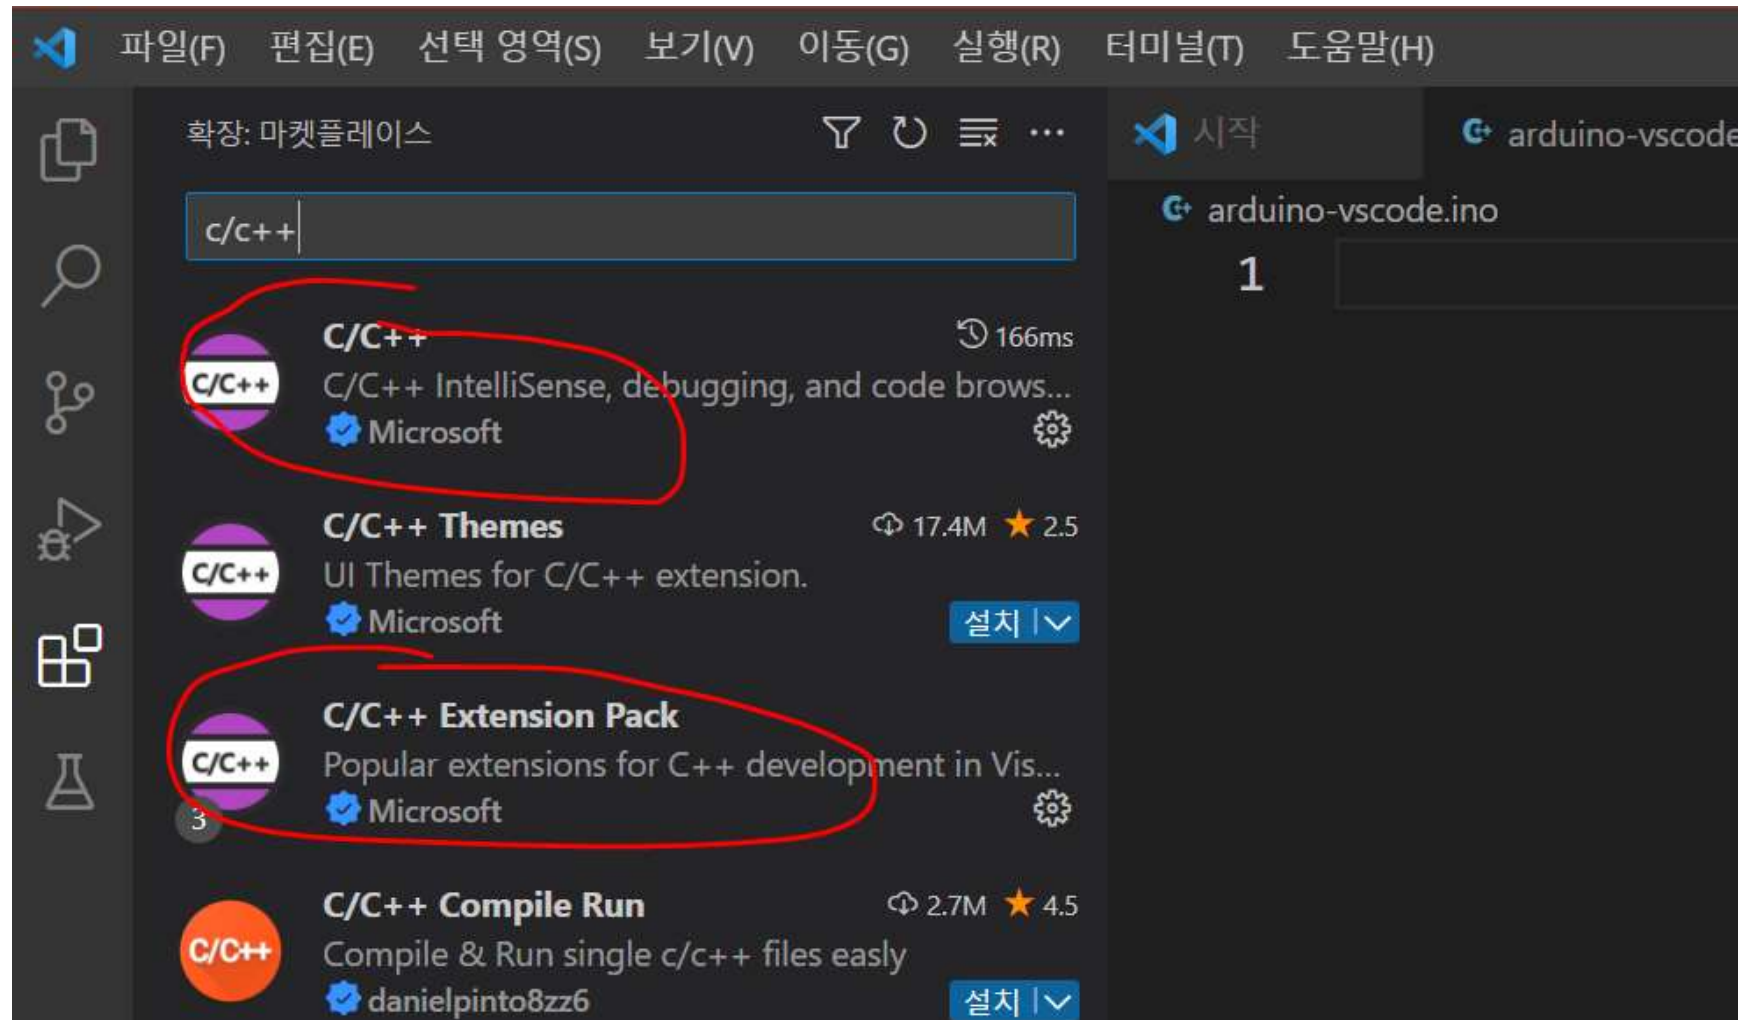 파일(F) 편집(E) 선택 영역(S) 보기(V) 이동(G) 실행(R) 터미널(T) 도움말(H)
확장: 마켓플레이스
시작
arduino-vscode
c/c++
arduino-vscode.ino
1
C/C++
166ms
C/C++
C/C++ IntelliSense, debugging, and code brows...
Microsoft
C/C++ Themes
17.4M 2.5
C/C++
UI Themes for C/C++ extension.
Microsoft
설치
C/C++ Extension Pack
C/C++
Popular extensions for C++ development in Vis...
3
Microsoft
C/C++ Compile Run
2.7M 4.5
C/C++
Compile & Run single c/c++ files easly
danielpinto8zz6
설치